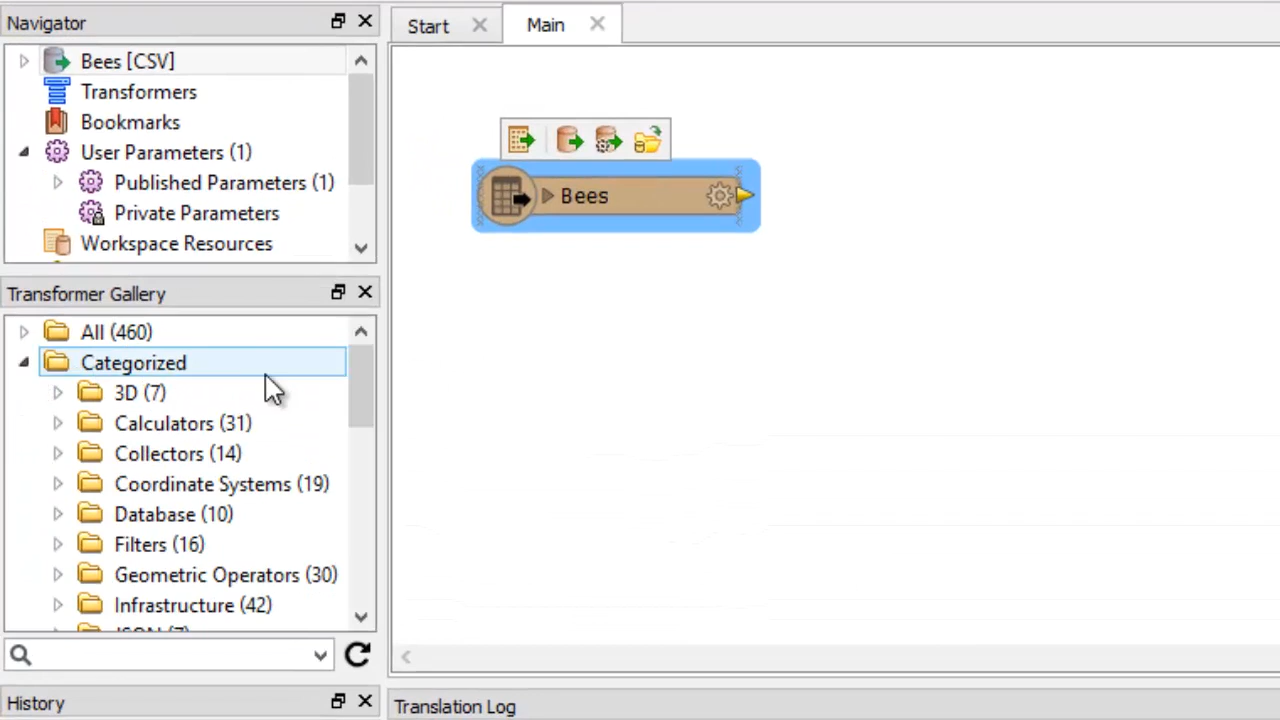 Navigator
Bees [CSV]
Transformers
Bookmarks
User Parameters (1)
Published Parameters (1)
Private Parameters
Workspace Resources
Transformer Gallery
All (460)
Categorized
3D (7)
Calculators (31)
Collectors (14)
Coordinate Systems (19)
Database (10)
Filters (16)
Geometric Operators (30)
Infrastructure (42)
JSON (7)
History
Start
Main
Bees
Translation Log